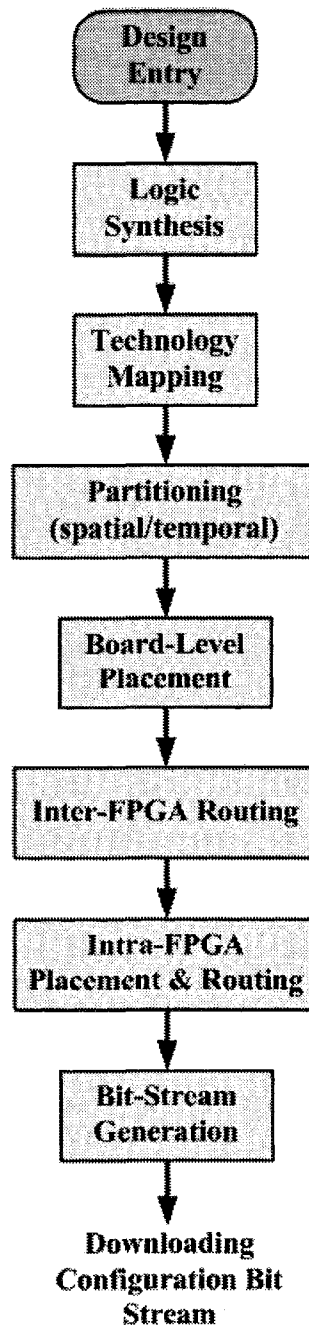 Design
Entry
Logic
Synthesis
Technology
Mapping
Partitioning
(spatial/temporal)
Board-Level
Placement
Inter-FPGA Routing
Intra-FPGA
Placement & Routing
Bit-Stream
Generation
Downloading
Configuration Bit
Stream